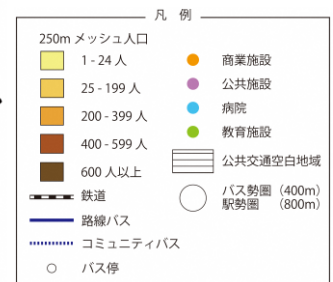 凡 例
250m メッシュ人口
1 - 24 人
25 - 199 人
200 - 399 人
400 - 599 人
600 人以上
鉄道
路線バス
コミュニティバス
バス停
商業施設
公共施設
病院
教育施設
公共交通空白地域
バス勢圏（400m）
駅勢圏 （800m）